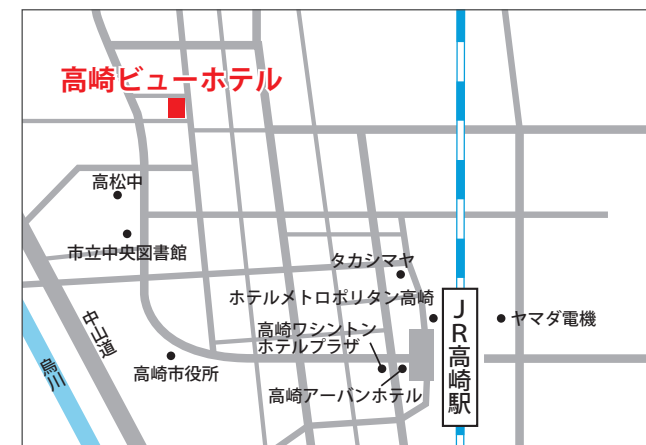 高崎ビューホテル
高松中
市立中央図書館
タカシマヤ
ホテルメトロポリタン高崎
JR高崎駅
ヤマダ電機
中山道
高崎ワシントン
ホテルプラザ
烏川
高崎市役所
高崎アーバンホテル